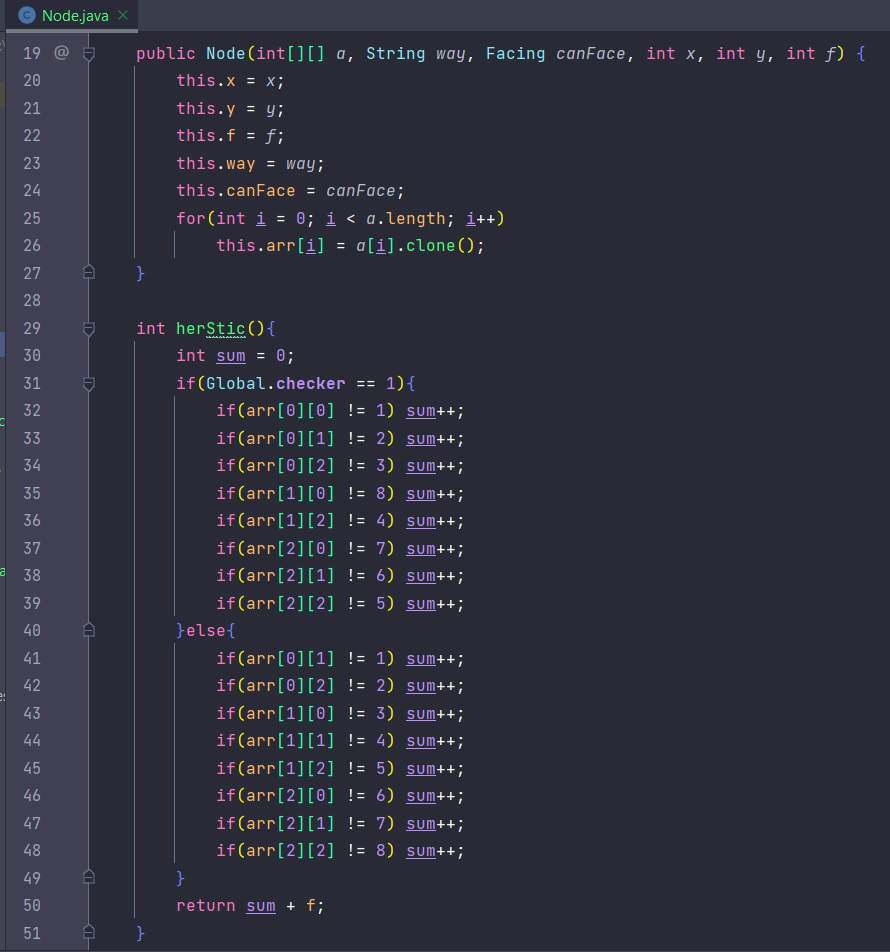 Node.java
19 @ public Node(int[][] a, String way, Facing canFace, int x, int y, int f) {
20 this.x = x;
21 this.y = y;
22 this.f = f;
23 this.way = way;
24 this.canFace = canFace;
25 for(int i = 0; i < a.length; i++)
26 this.arr[i] = a[i].clone();
27 }
28
29 int herStic(){
30 int sum = 0;
31 if(Global.checker == 1){
32 if(arr[0][0] != 1) sum++;
33 if(arr[0][1] != 2) sum++;
34 if(arr[0][2] != 3) sum++;
35 if(arr[1][0] != 8) sum++;
36 if(arr[1][2] != 4) sum++;
37 if(arr[2][0] != 7) sum++;
38 if(arr[2][1] != 6) sum++;
39 if(arr[2][2] != 5) sum++;
40 }else{
41 if(arr[0][1] != 1) sum++;
42 if(arr[0][2] != 2) sum++;
43 if(arr[1][0] != 3) sum++;
44 if(arr[1][1] != 4) sum++;
45 if(arr[1][2] != 5) sum++;
46 if(arr[2][0] != 6) sum++;
47 if(arr[2][1] != 7) sum++;
48 if(arr[2][2] != 8) sum++;
49 }
50 return sum + f;
51 }